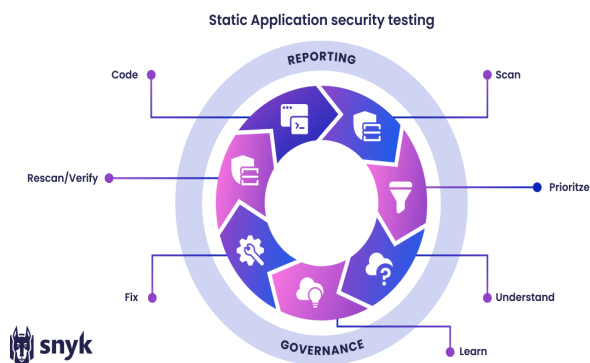 Static Application security testing
REPORTING
Code
Scan
Rescan/Verify
Prioritze
Fix
Understand
Learn
GOVERNANCE
snyk